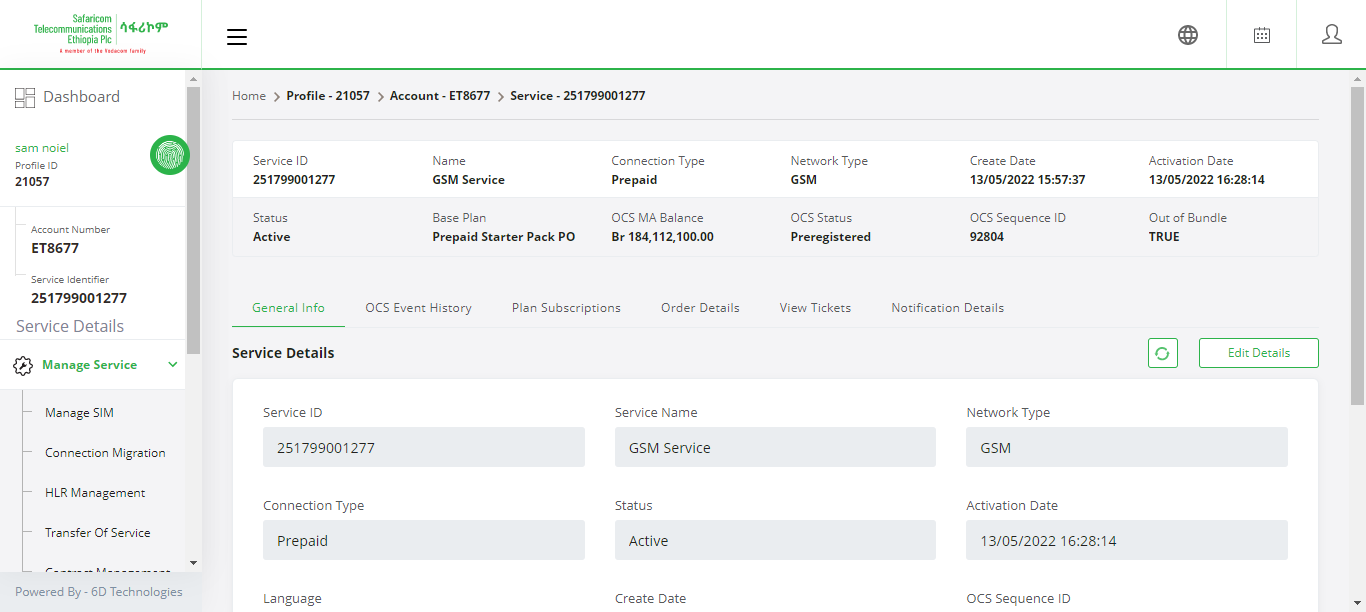 Safaricom
Telecommunications
Ethiopia Plc
ሳፋሪኮም
A member of the Vodacom family
Dashboard
sam noiel
Profile ID
21057
Account Number
ET8677
Service Identifier
251799001277
Service Details
Manage Service
Manage SIM
Connection Migration
HLR Management
Transfer Of Service
Contract Management
Powered By - 6D Technologies
Home > Profile - 21057 > Account - ET8677 > Service - 251799001277
Service ID Name Connection Type Network Type Create Date Activation Date
251799001277 GSM Service Prepaid GSM 13/05/2022 15:57:37 13/05/2022 16:28:14
Status Base Plan OCS MA Balance OCS Status OCS Sequence ID Out of Bundle
Active Prepaid Starter Pack PO Br 184,112,100.00 Preregistered 92804 TRUE
General Info OCS Event History Plan Subscriptions Order Details View Tickets Notification Details
Service Details Edit Details
Service ID Service Name Network Type
251799001277 GSM Service GSM
Connection Type Status Activation Date
Prepaid Active 13/05/2022 16:28:14
Language Create Date OCS Sequence ID